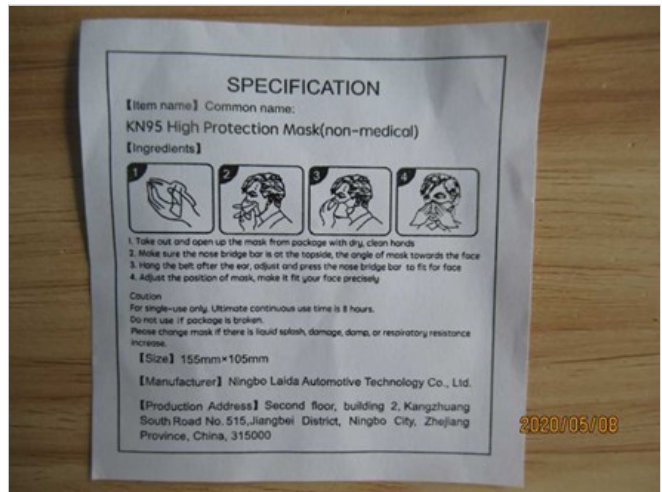 SPECIFICATION
【Item name】 Common name:
KN95 High Protection Mask(non-medical)
【Ingredients】
1 2 3 4
1. Take out and open up the mask from package with dry, clean hands
2. Make sure the nose bridge bar is at the topside, the angle of mask towards the face
3. Hang the belt after the ear, adjust and press the nose bridge bar to fit for face
4. Adjust the position of mask, make it fit your face precisely
Caution
For single-use only. Ultimate continuous use time is 8 hours.
Do not use if package is broken.
Please change mask if there is liquid splash, damage, damp, or respiratory resistance
increase.
【Size】 155mm×105mm
【Manufacturer】 Ningbo Laida Automotive Technology Co., Ltd.
【Production Address】 Second floor, building 2, Kangzhuang
South Road No. 515,Jiangbei District, Ningbo City, Zhejiang
Province, China, 315000
2020/05/08